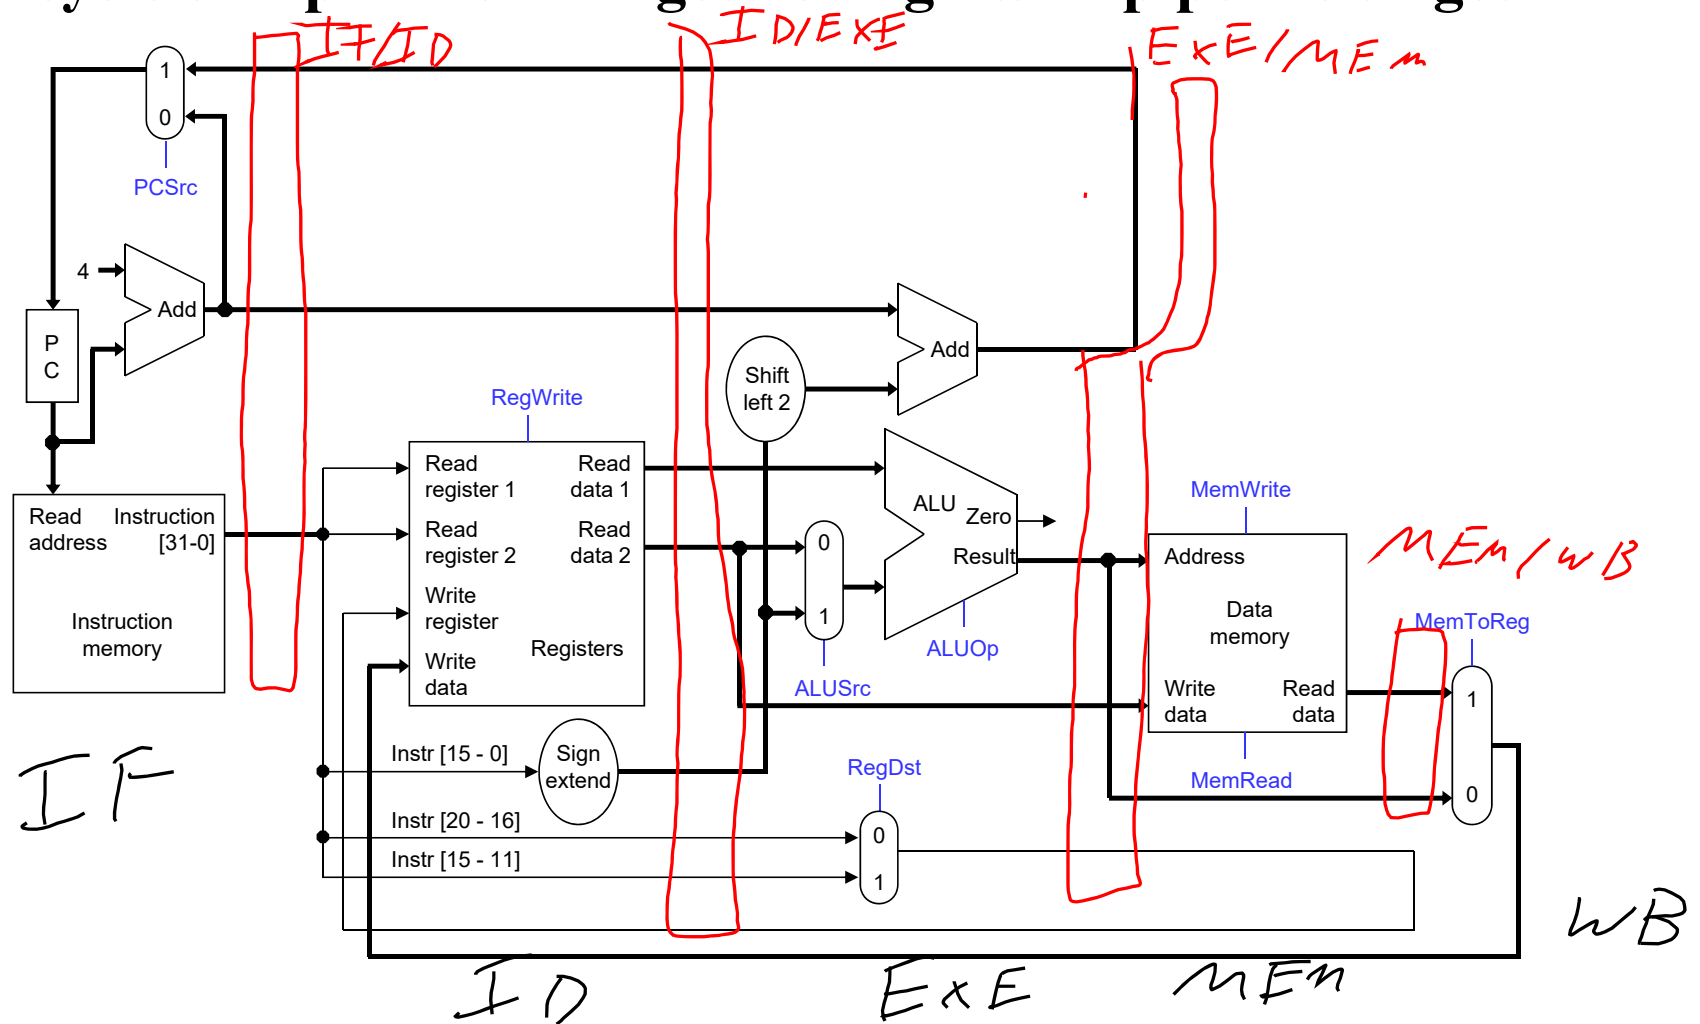 IF/ID
ID/EXE
EXE/MEM
1
0
PCSrc
4
Add
P
C
Add
Shift
left 2
RegWrite
Read
register 1
Read
data 1
Read
register 2
Read
data 2
Write
register
Write
data
Registers
Read
address
Instruction
[31-0]
Instruction
memory
0
1
ALUSrc
ALU
Zero
Result
ALUOp
MemWrite
Address
Data
memory
Write
data
Read
data
MemRead
MEM/WB
MemToReg
1
0
Instr [15 - 0]
Sign
extend
RegDst
Instr [20 - 16]
0
Instr [15 - 11]
1
IF
ID
EXE
MEM
WB